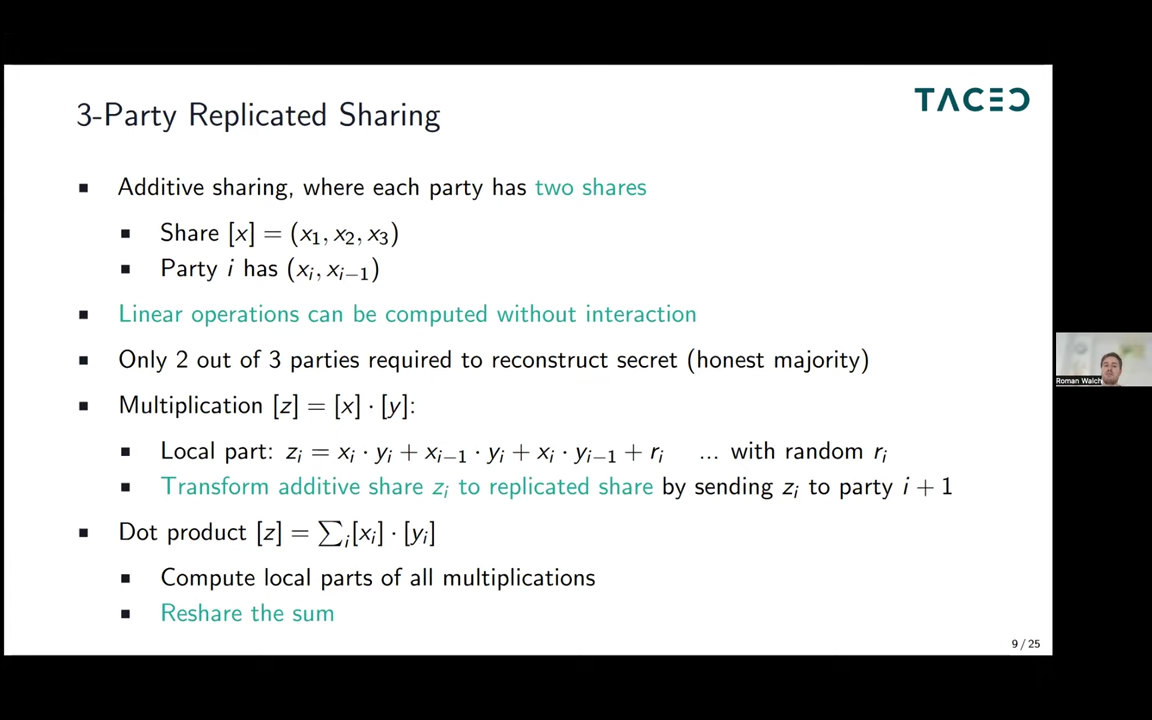 TACEO
3-Party Replicated Sharing
▪ Additive sharing, where each party has two shares
▪ Share [x] = (x₁, x₂, x₃)
▪ Party i has (xᵢ, xᵢ₋₁)
▪ Linear operations can be computed without interaction
▪ Only 2 out of 3 parties required to reconstruct secret (honest majority)
▪ Multiplication [z] = [x] · [y]:
▪ Local part: zᵢ = xᵢ · yᵢ + xᵢ₋₁ · yᵢ + xᵢ · yᵢ₋₁ + rᵢ ... with random rᵢ
▪ Transform additive share zᵢ to replicated share by sending zᵢ to party i + 1
▪ Dot product [z] = ∑ᵢ[xᵢ] · [yᵢ]
▪ Compute local parts of all multiplications
▪ Reshare the sum
9 / 25
Roman Walch